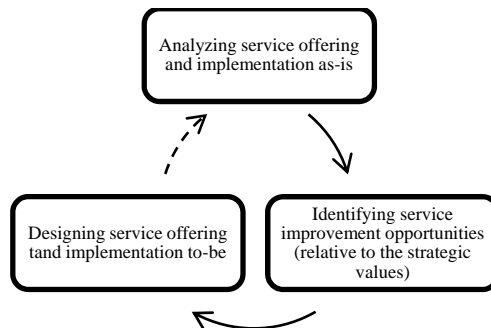 Analyzing service offering
and implementation as-is
Designing service offering
tand implementation to-be
Identifying service
improvement opportunities
(relative to the strategic
values)